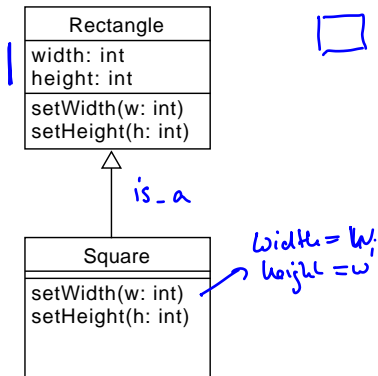 Rectangle
width: int
height: int
setWidth(w: int)
setHeight(h: int)
is_a
Square
setWidth(w: int)
setHeight(h: int)
width = w;
height = w;